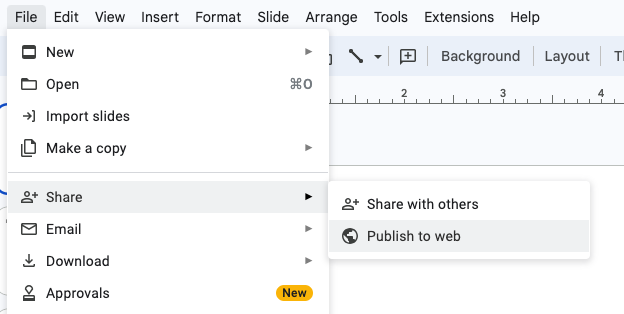 File Edit View Insert Format Slide Arrange Tools Extensions Help
New
Open ⌘O
Import slides
Make a copy
Share
Email
Download
Approvals New
Background Layout
2 3 4
Share with others
Publish to web